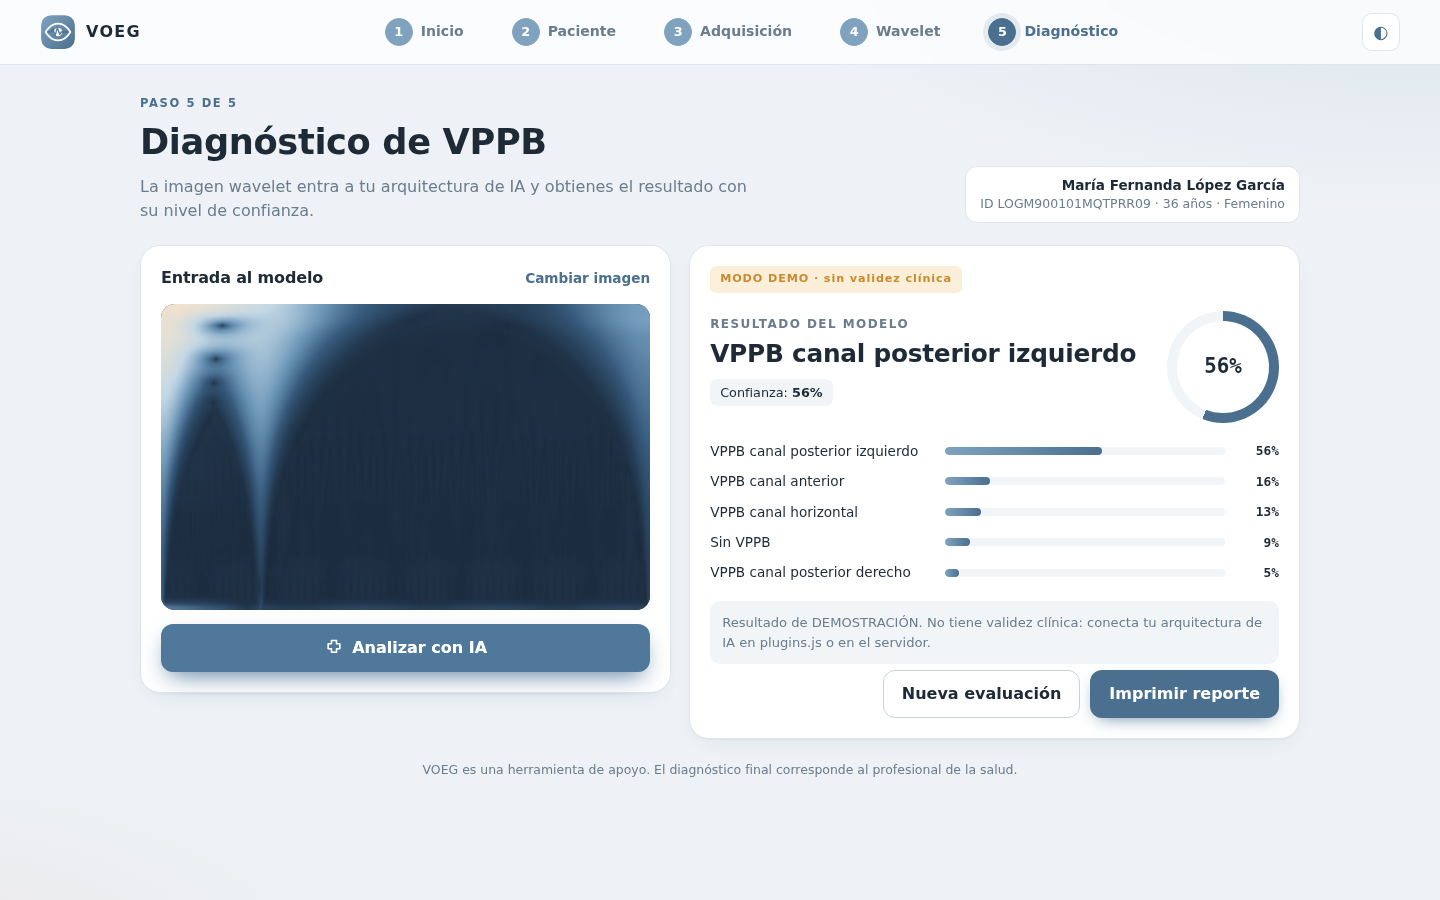 VOEG
1 Inicio
2 Paciente
3 Adquisición
4 Wavelet
5 Diagnóstico
PASO 5 DE 5
Diagnóstico de VPPB
La imagen wavelet entra a tu arquitectura de IA y obtienes el resultado con
su nivel de confianza.
María Fernanda López García
ID LOGM900101MQTPRR09 · 36 años · Femenino
Entrada al modelo
Cambiar imagen
Analizar con IA
MODO DEMO · sin validez clínica
RESULTADO DEL MODELO
VPPB canal posterior izquierdo
Confianza: 56%
56%
VPPB canal posterior izquierdo 56%
VPPB canal anterior 16%
VPPB canal horizontal 13%
Sin VPPB 9%
VPPB canal posterior derecho 5%
Resultado de DEMOSTRACIÓN. No tiene validez clínica: conecta tu arquitectura de
IA en plugins.js o en el servidor.
Nueva evaluación
Imprimir reporte
VOEG es una herramienta de apoyo. El diagnóstico final corresponde al profesional de la salud.